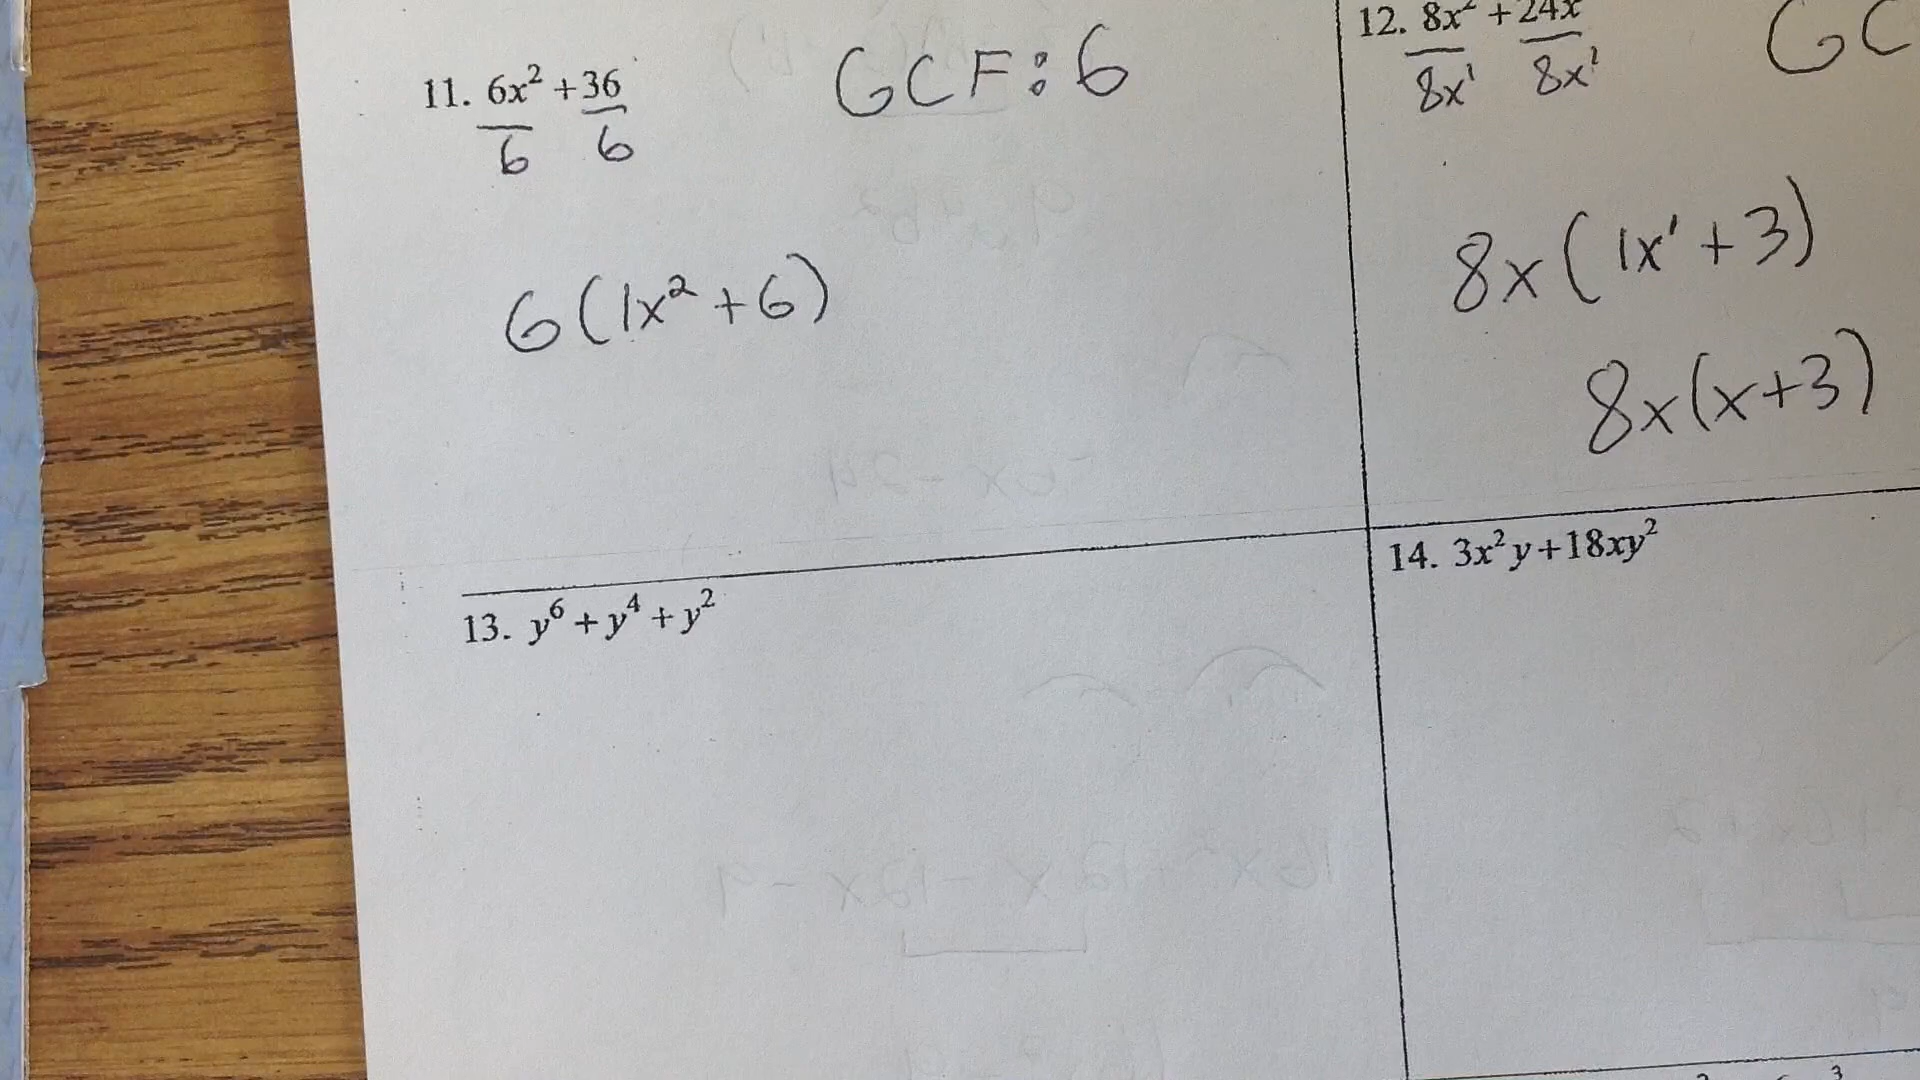 11. 6x² + 36
6 6
GCF: 6
6(1x² + 6)
12. 8x² + 24x
8x¹ 8x¹
GC
8x(1x¹ + 3)
8x(x+3)
13. y⁶ + y⁴ + y²
14. 3x²y + 18xy²